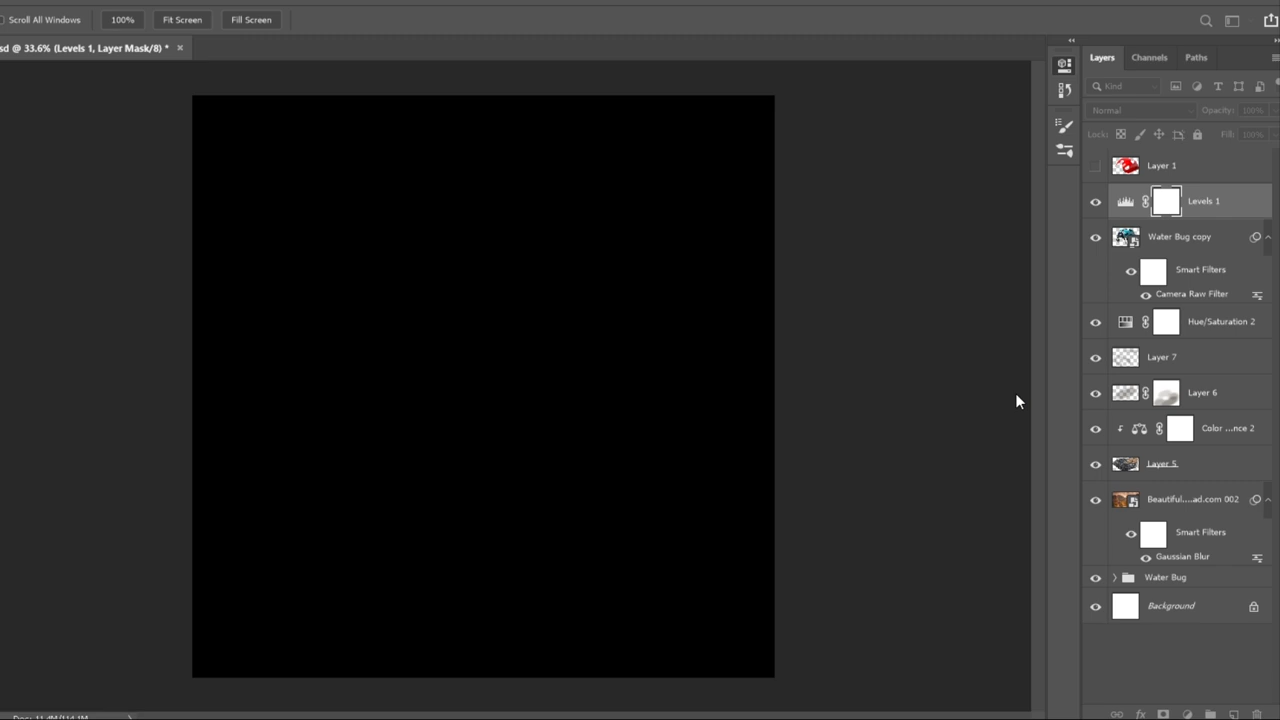 Scroll All Windows 100% Fit Screen Fill Screen
sd @ 33.6% (Levels 1, Layer Mask/8) * ×
Layers Channels Paths
Kind
Normal Opacity: 100%
Lock: Fill: 100%
Layer 1
Levels 1
Water Bug copy
Smart Filters
Camera Raw Filter
Hue/Saturation 2
Layer 7
Layer 6
Color ...nce 2
Layer 5
Beautiful....ad.com 002
Smart Filters
Gaussian Blur
Water Bug
Background
fx